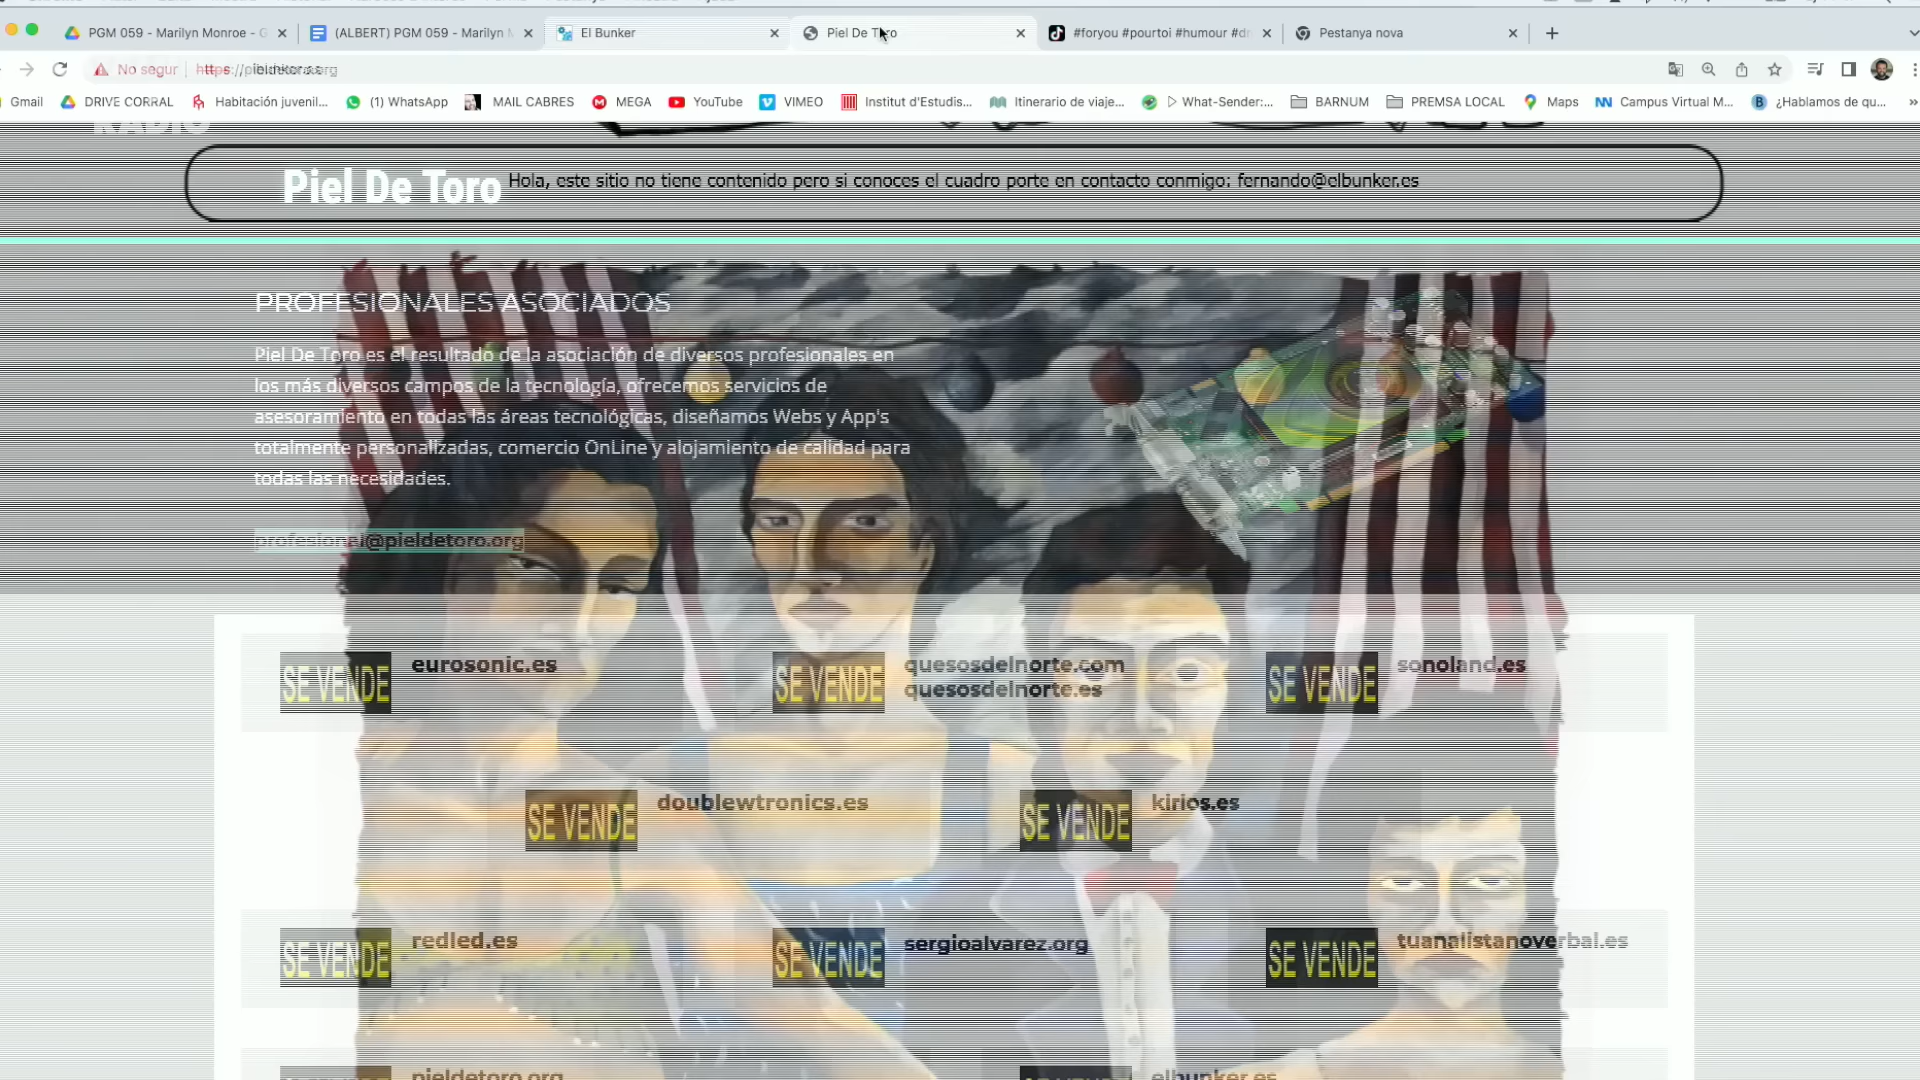 PGM 059 - Marilyn Monroe - G
(ALBERT) PGM 059 - Marilyn M
El Bunker
Piel De Toro
#foryou #pourtoi #humour #dr
Pestanya nova
No segur
Gmail
DRIVE CORRAL
Habitación juvenil...
(1) WhatsApp
MAIL CABRES
MEGA
YouTube
VIMEO
Institut d'Estudis...
Itinerario de viaje...
What-Sender:...
BARNUM
PREMSA LOCAL
Maps
Campus Virtual M...
¿Hablamos de qu...
RADIO
Piel De Toro
Hola, este sitio no tiene contenido pero si conoces el cuadro porte en contacto conmigo: fernando@elbunker.es
PROFESIONALES ASOCIADOS
Piel De Toro es el resultado de la asociación de diversos profesionales en
los más diversos campos de la tecnología, ofrecemos servicios de
asesoramiento en todas las áreas tecnológicas, diseñamos Webs y App's
totalmente personalizadas, comercio OnLine y alojamiento de calidad para
todas las necesidades.
profesional@pieldetoro.org
SE VENDE
eurosonic.es
SE VENDE
quesosdelnorte.com
quesosdelnorte.es
SE VENDE
sonoland.es
SE VENDE
doublewtronics.es
SE VENDE
kirios.es
SE VENDE
redled.es
SE VENDE
sergioalvarez.org
SE VENDE
tuanalistanoverbal.es
pieldetoro.org
elbunker.es